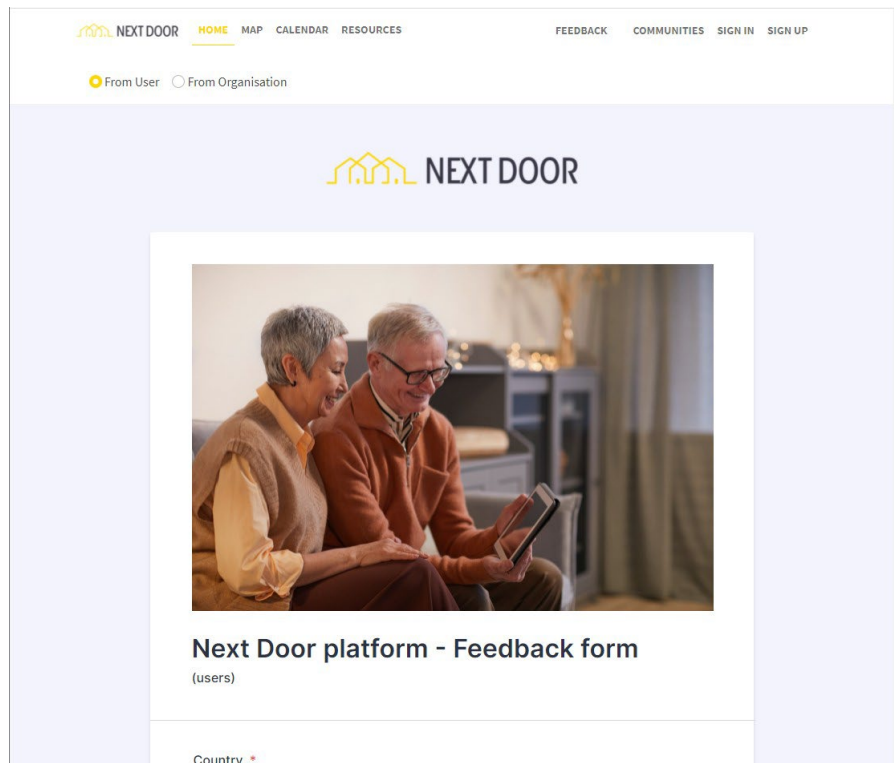 NEXT DOOR HOME MAP CALENDAR RESOURCES FEEDBACK COMMUNITIES SIGN IN SIGN UP
From User From Organisation
NEXT DOOR
Next Door platform - Feedback form
(users)
Country *